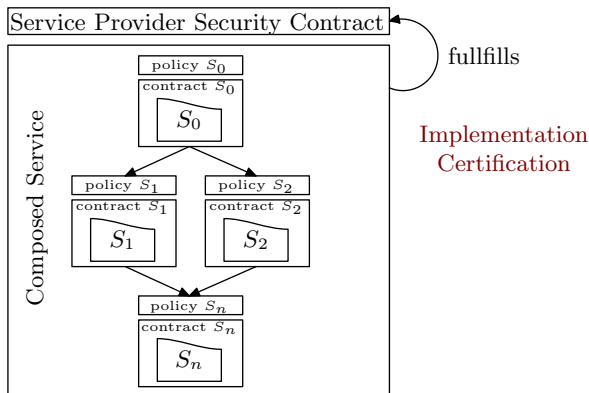 Service Provider Security Contract
fullfills
Implementation
Certification
Composed Service
policy S0
contract S0
S0
policy S1
policy S2
contract S1
contract S2
S1
S2
policy Sn
contract Sn
Sn